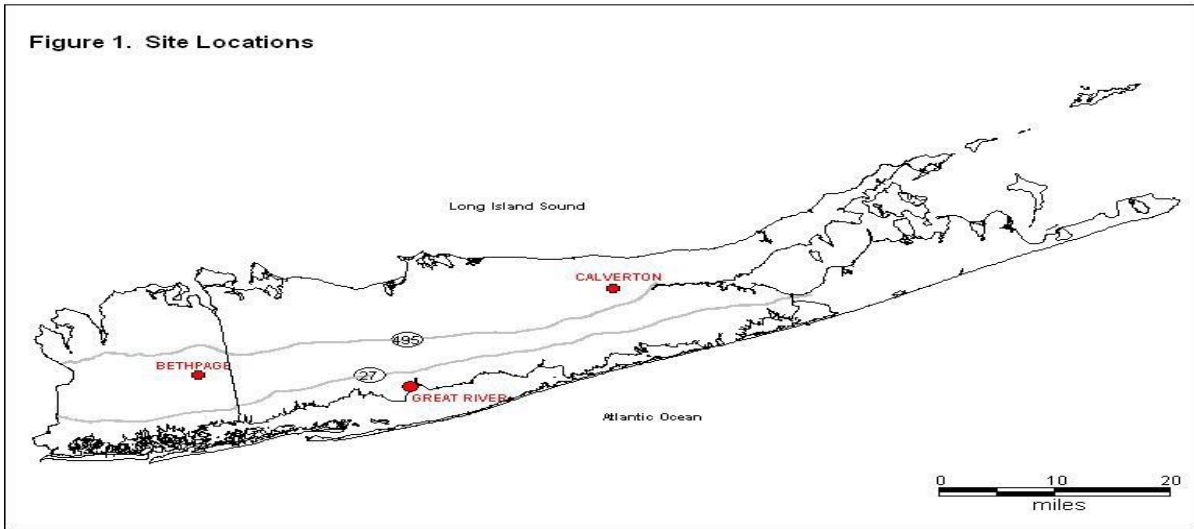 Figure 1. Site Locations
Long Island Sound
CALVERTON
495
BETHPAGE
27
GREAT RIVER
Atlantic Ocean
0 10 20
miles